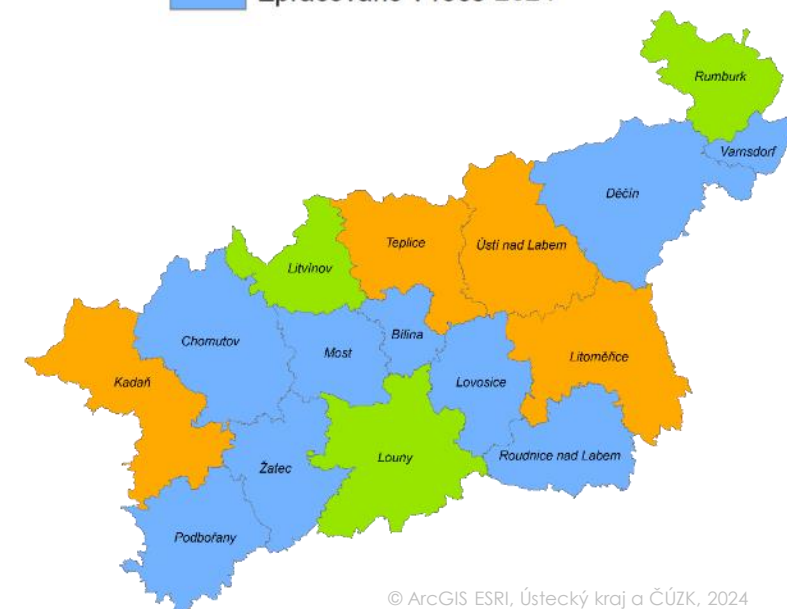 Rumburk
Varnsdorf
Děčín
Teplice
Ústí nad Labem
Litvínov
Chomutov
Most
Bílina
Lovosice
Litoměřice
Kadaň
Žatec
Louny
Roudnice nad Labem
Podbořany
© ArcGIS ESRI, Ústecký kraj a ČÚZK, 2024